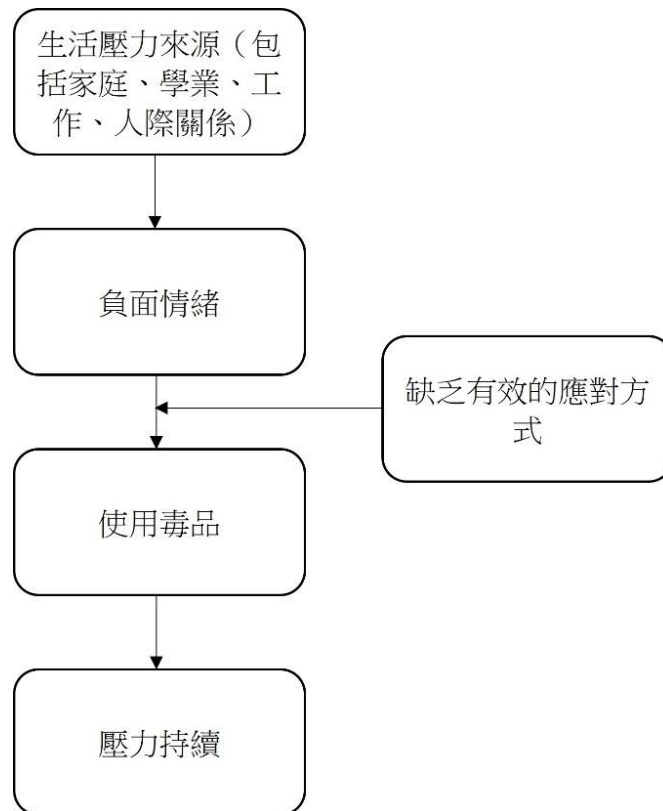 生活壓力來源（包
括家庭、學業、工
作、人際關係）
負面情緒
缺乏有效的應對方
式
使用毒品
壓力持續